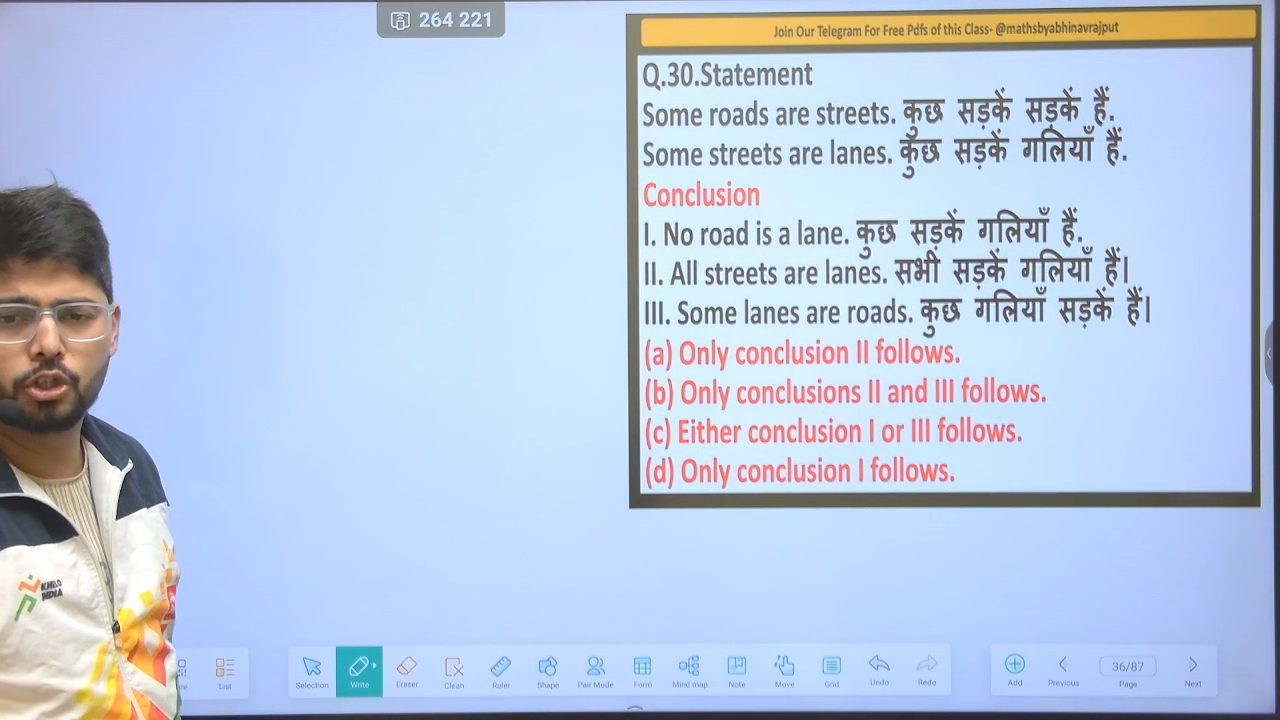 264 221
Join Our Telegram For Free Pdfs of this Class- @mathsbyabhinavrajput
Q.30.Statement
Some roads are streets. कुछ सड़कें सड़कें हैं.
Some streets are lanes. कुछ सड़कें गलियाँ हैं.
Conclusion
I. No road is a lane. कुछ सड़कें गलियाँ हैं.
II. All streets are lanes. सभी सड़कें गलियाँ हैं।
III. Some lanes are roads. कुछ गलियाँ सड़कें हैं।
(a) Only conclusion II follows.
(b) Only conclusions II and III follows.
(c) Either conclusion I or III follows.
(d) Only conclusion I follows.
KHELO
INDIA
List Selection Write Eraser Clean Ruler Shape Pair Mode Form Mind map Note Move Grid Undo Redo Add Previous 36/87 Page Next